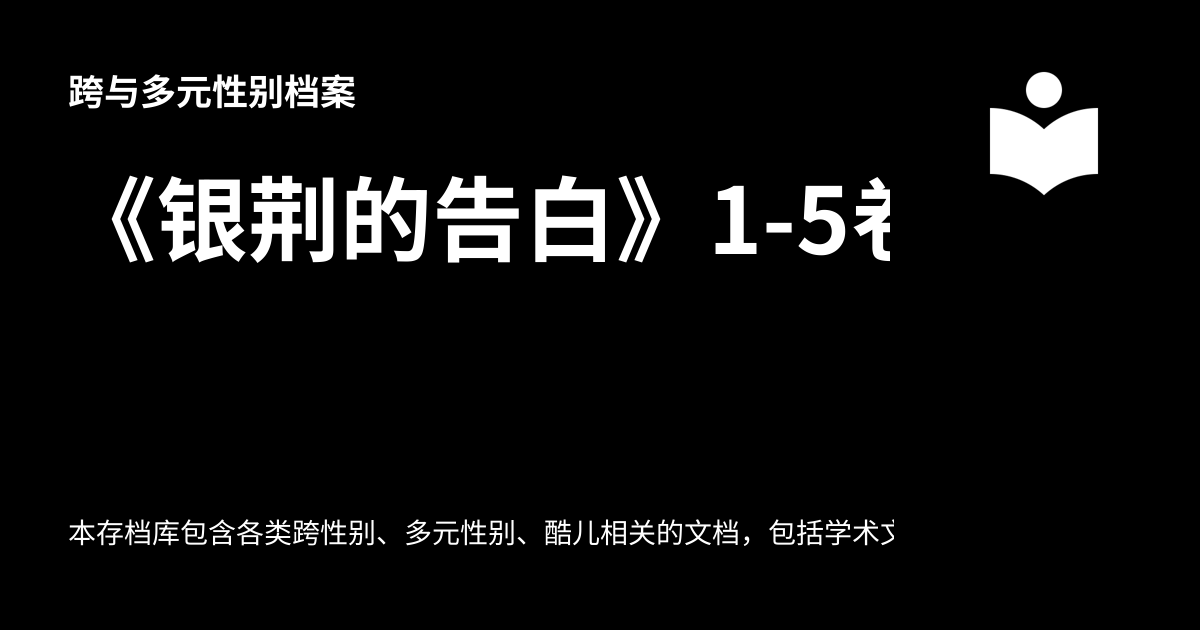 跨与多元性别档案
《银荆的告白》1-5卷
本存档库包含各类跨性别、多元性别、酷儿相关的文档，包括学术文